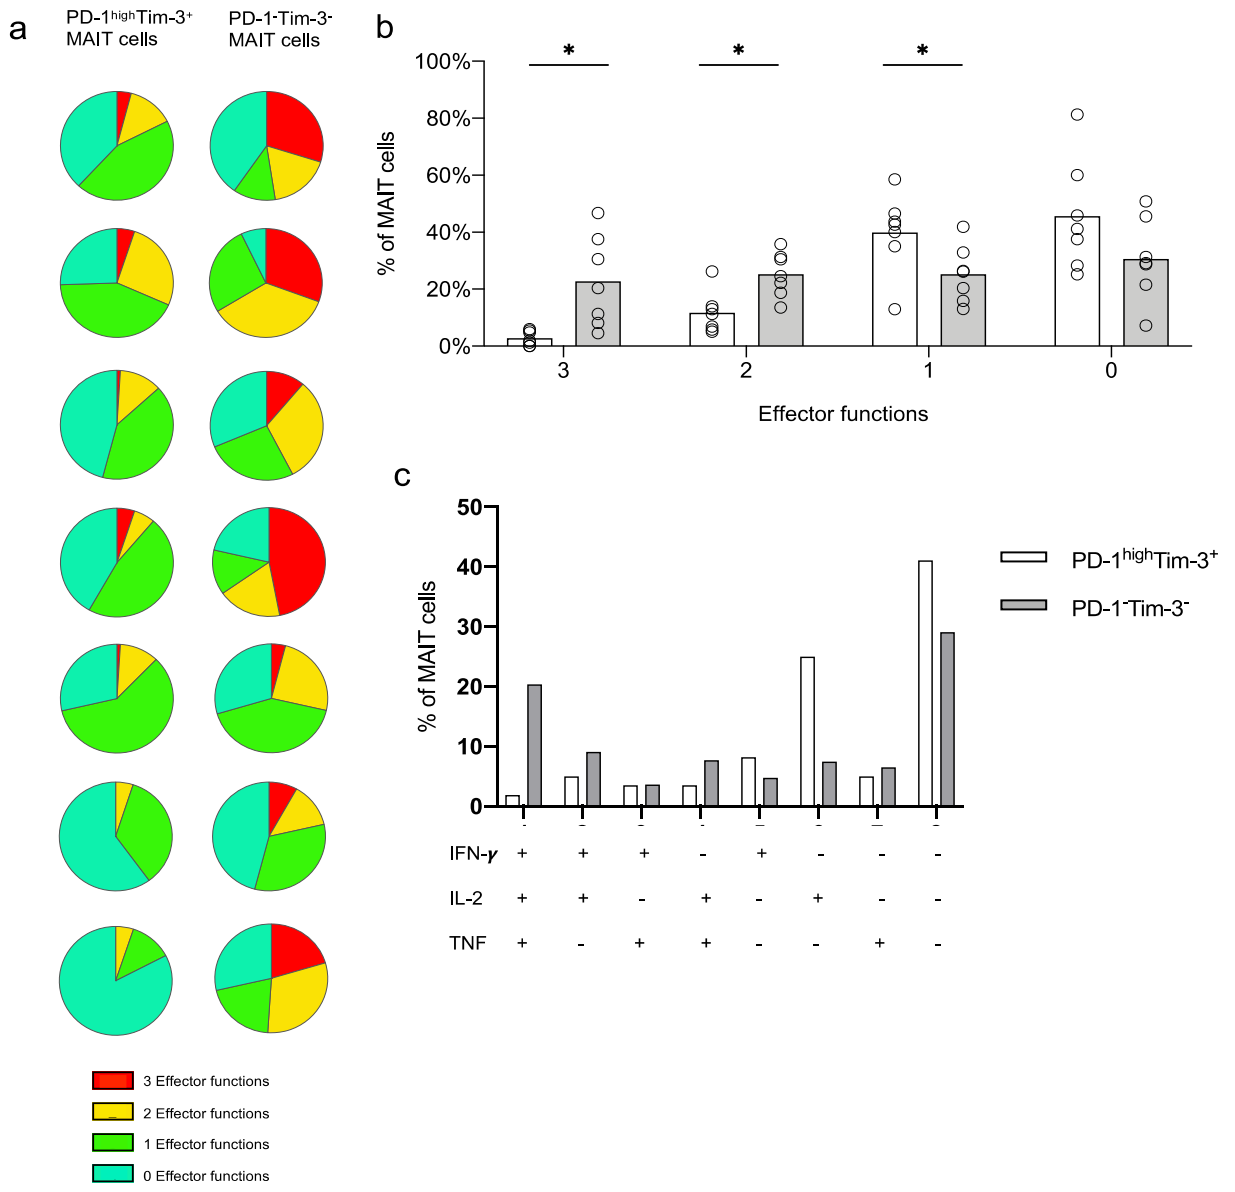 a
PD-1ʰⁱᵍʰTim-3⁺
MAIT cells
PD-1⁻Tim-3⁻
MAIT cells
3 Effector functions
2 Effector functions
1 Effector functions
0 Effector functions
b
* * *
% of MAIT cells
100%
80%
60%
40%
20%
0%
3 2 1 0
Effector functions
c
% of MAIT cells
50
40
30
20
10
0
IFN-γ + + + - + - - -
IL-2 + + - + - + - -
TNF + - + + - - + -
PD-1ʰⁱᵍʰTim-3⁺
PD-1⁻Tim-3⁻